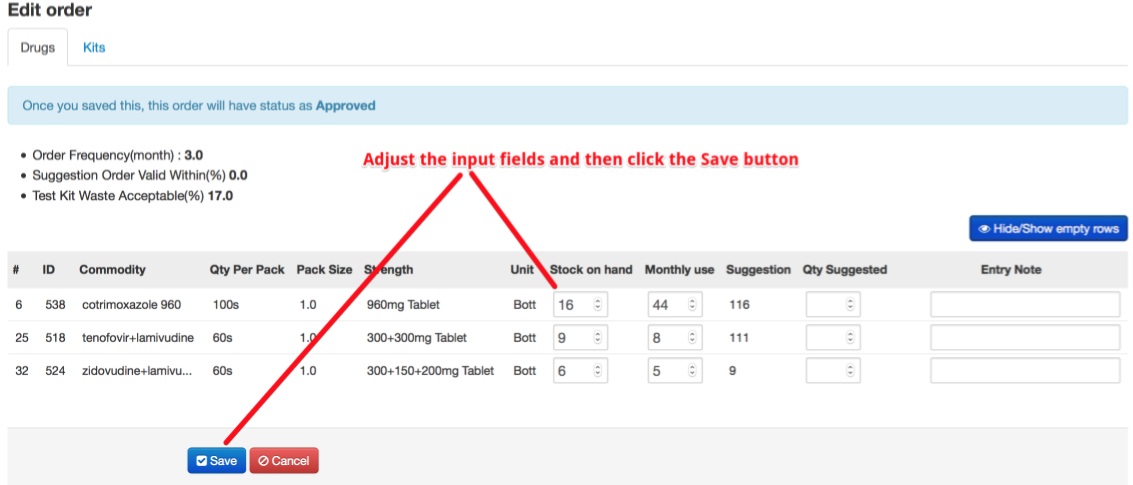 Edit order
Drugs Kits
Once you saved this, this order will have status as Approved
• Order Frequency(month) : 3.0
• Suggestion Order Valid Within(%) 0.0
• Test Kit Waste Acceptable(%) 17.0
Adjust the input fields and then click the Save button
Hide/Show empty rows
# ID Commodity Qty Per Pack Pack Size Strength Unit Stock on hand Monthly use Suggestion Qty Suggested Entry Note
6 538 cotrimoxazole 960 100s 1.0 960mg Tablet Bott 16 44 116
25 518 tenofovir+lamivudine 60s 1.0 300+300mg Tablet Bott 9 8 111
32 524 zidovudine+lamivu... 60s 1.0 300+150+200mg Tablet Bott 6 5 9
Save Cancel